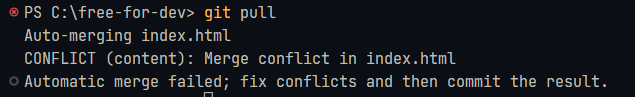 PS C:\free-for-dev> git pull
Auto-merging index.html
CONFLICT (content): Merge conflict in index.html
Automatic merge failed; fix conflicts and then commit the result.